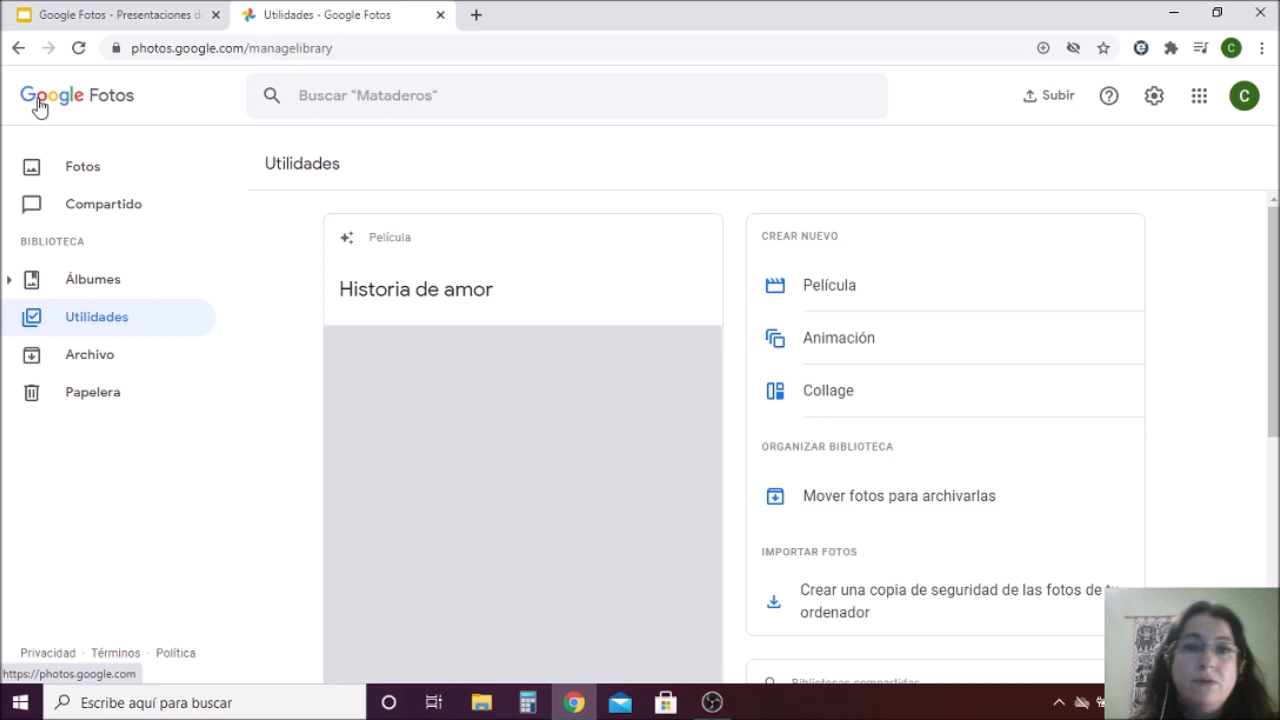 Google Fotos - Presentaciones d
Utilidades - Google Fotos
photos.google.com/managelibrary
C
Google Fotos
Buscar "Mataderos"
Subir
C
Fotos
Compartido
BIBLIOTECA
Álbumes
Utilidades
Archivo
Papelera
Privacidad · Términos · Política
https://photos.google.com
Utilidades
Película
Historia de amor
CREAR NUEVO
Película
Animación
Collage
ORGANIZAR BIBLIOTECA
Mover fotos para archivarlas
IMPORTAR FOTOS
Crear una copia de seguridad de las fotos de tu
ordenador
Bibliotecas compartidas
Escribe aquí para buscar